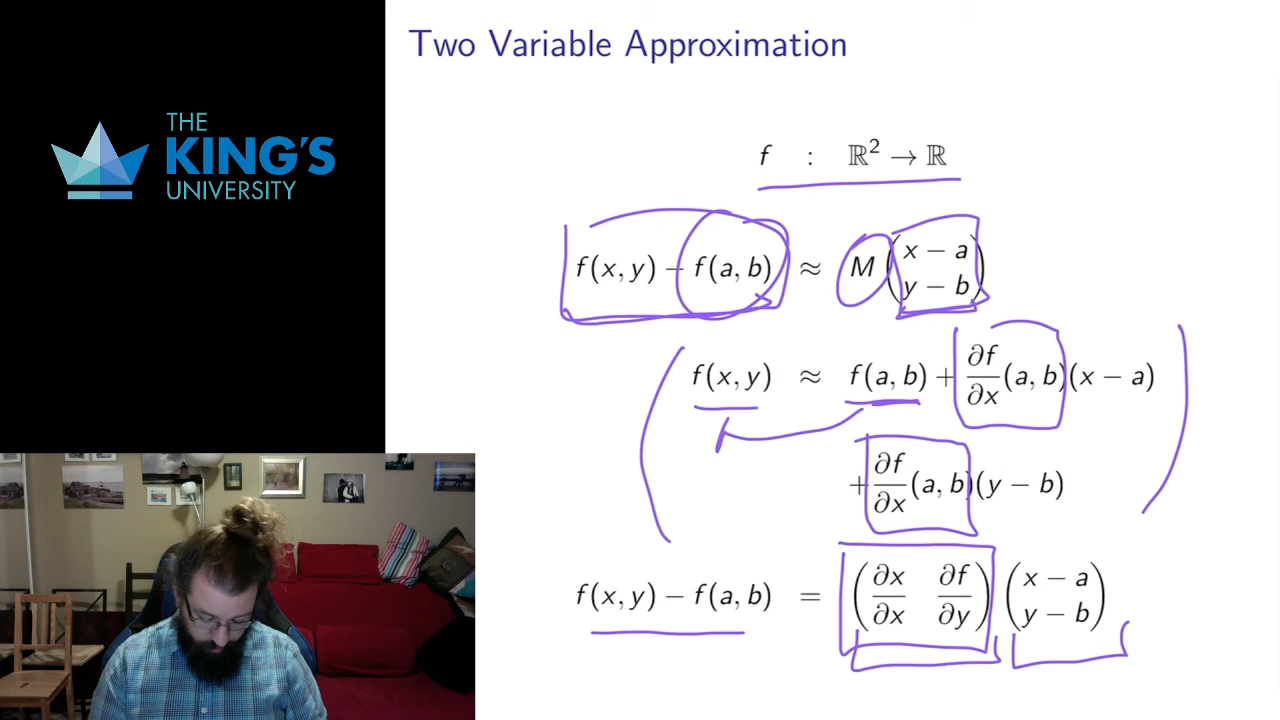 THE
KING'S
UNIVERSITY
Two Variable Approximation
f : ℝ² → ℝ
f(x, y) − f(a, b) ≈ M (x − a
y − b)
f(x, y) ≈ f(a, b) + ∂f/∂x (a, b)(x − a)
+ ∂f/∂x (a, b)(y − b)
f(x, y) − f(a, b) = (∂x/∂x ∂f/∂y) (x − a
y − b)